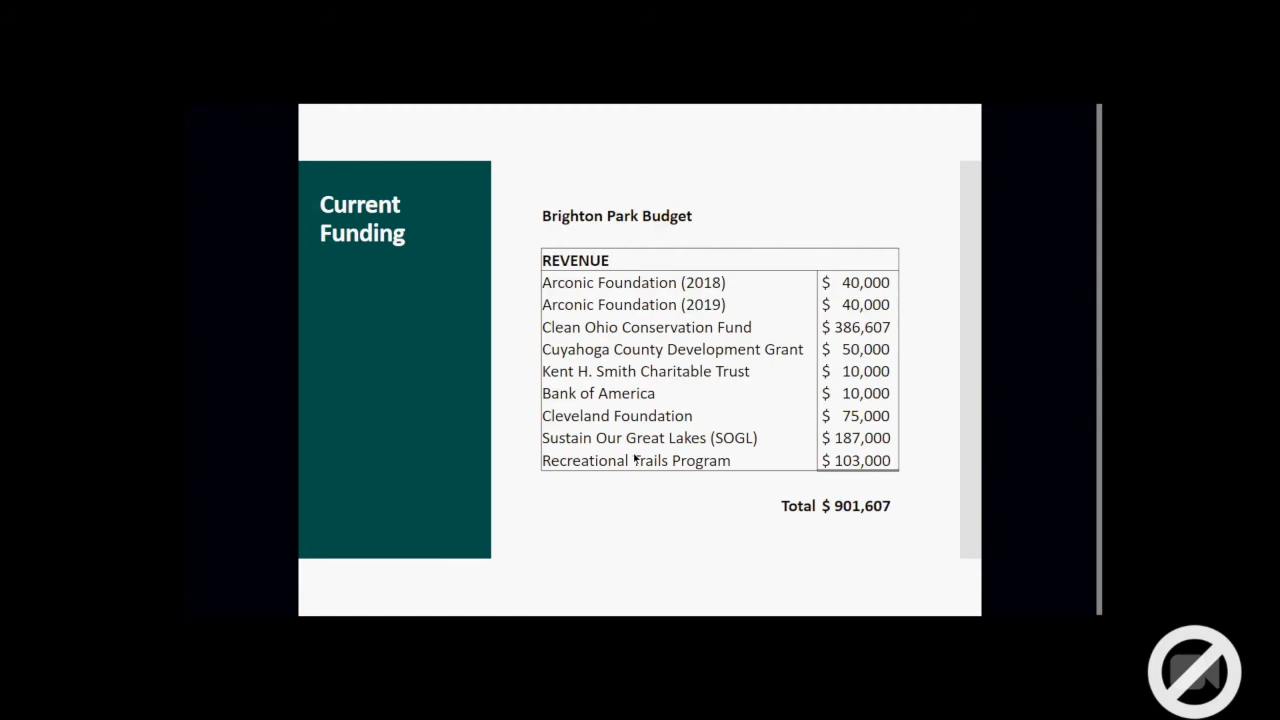 Current
Funding
Brighton Park Budget
REVENUE
Arconic Foundation (2018) $ 40,000
Arconic Foundation (2019) $ 40,000
Clean Ohio Conservation Fund $ 386,607
Cuyahoga County Development Grant $ 50,000
Kent H. Smith Charitable Trust $ 10,000
Bank of America $ 10,000
Cleveland Foundation $ 75,000
Sustain Our Great Lakes (SOGL) $ 187,000
Recreational Trails Program $ 103,000
Total $ 901,607